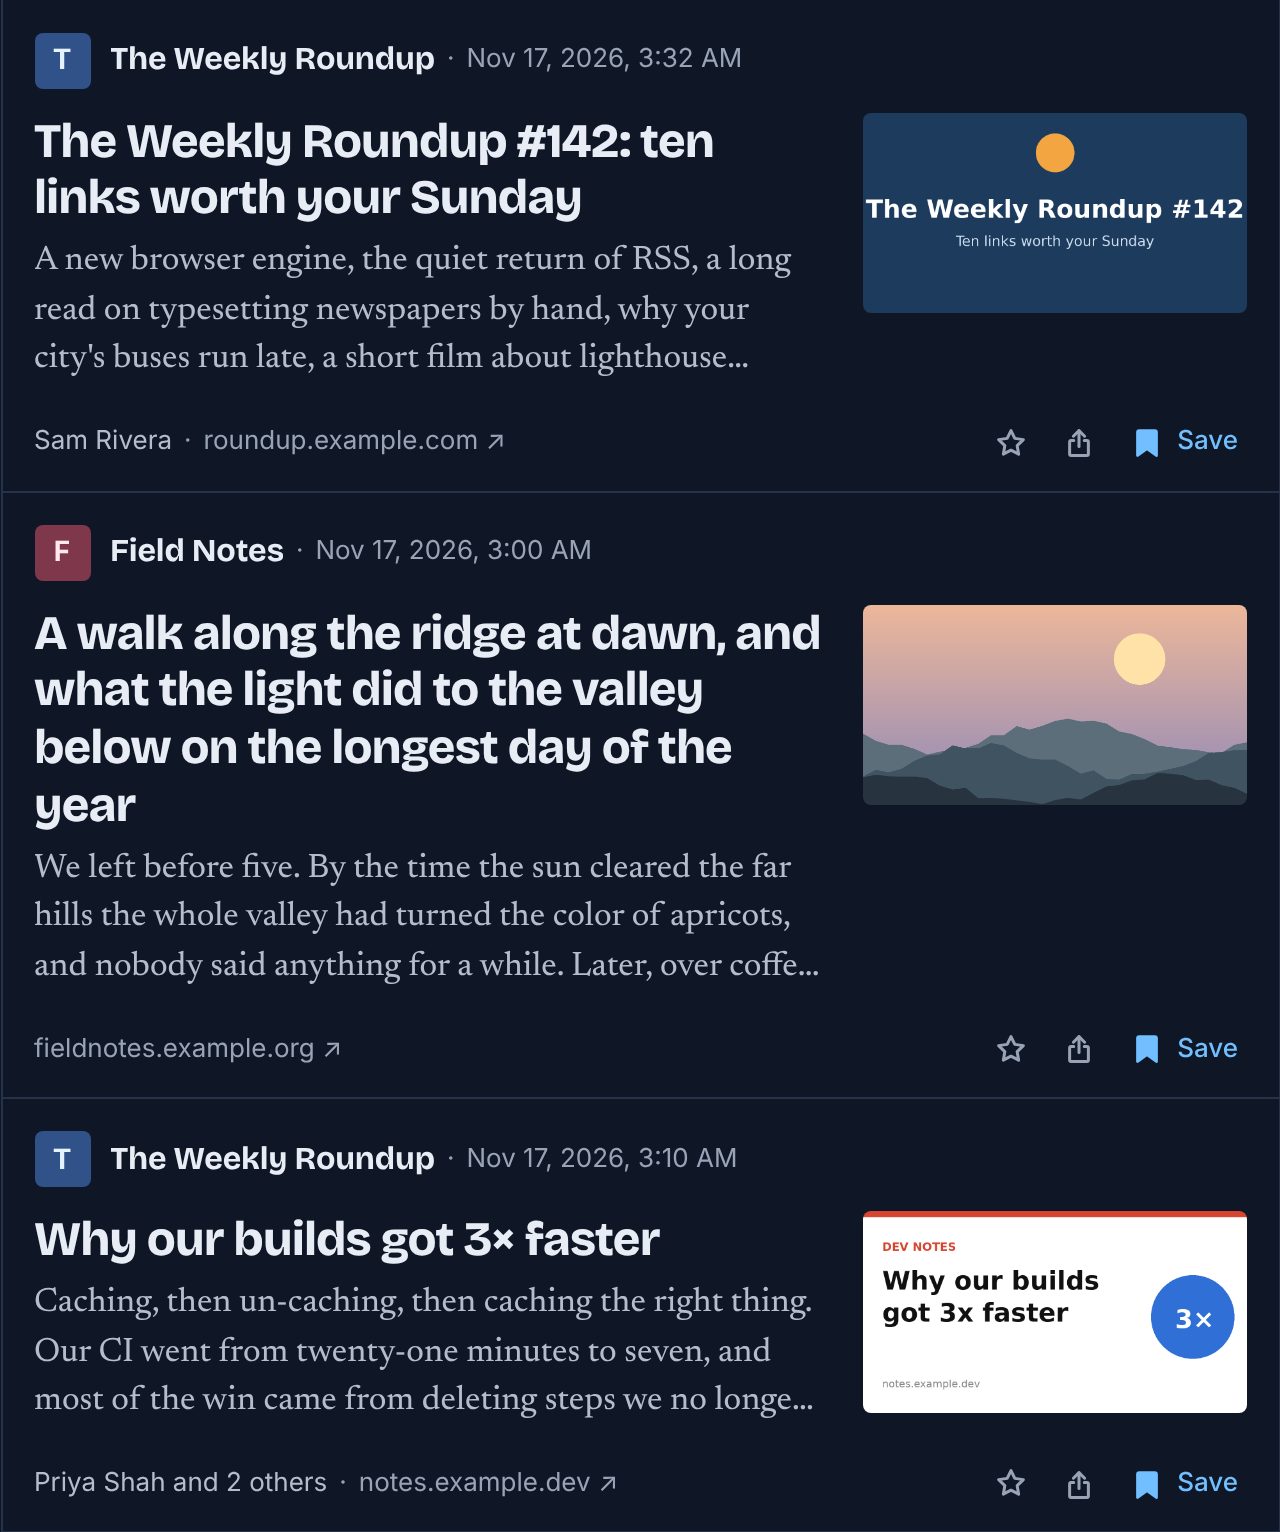 T The Weekly Roundup · Nov 17, 2026, 3:32 AM
The Weekly Roundup #142: ten
links worth your Sunday
A new browser engine, the quiet return of RSS, a long
read on typesetting newspapers by hand, why your
city's buses run late, a short film about lighthouse...
The Weekly Roundup #142
Ten links worth your Sunday
Sam Rivera · roundup.example.com ↗
Save
F Field Notes · Nov 17, 2026, 3:00 AM
A walk along the ridge at dawn, and
what the light did to the valley
below on the longest day of the
year
We left before five. By the time the sun cleared the far
hills the whole valley had turned the color of apricots,
and nobody said anything for a while. Later, over coffe...
fieldnotes.example.org ↗
Save
T The Weekly Roundup · Nov 17, 2026, 3:10 AM
Why our builds got 3× faster
Caching, then un-caching, then caching the right thing.
Our CI went from twenty-one minutes to seven, and
most of the win came from deleting steps we no longe...
DEV NOTES
Why our builds
got 3x faster
3×
notes.example.dev
Priya Shah and 2 others · notes.example.dev ↗
Save